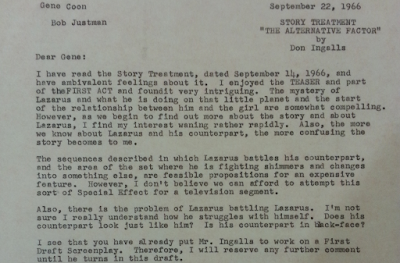 Gene Coon September 22, 1966
Bob Justman STORY TREATMENT
"THE ALTERNATIVE FACTOR"
by
Don Ingalls
Dear Gene:
I have read the Story Treatment, dated September 14, 1966, and
have ambivalent feelings about it. I enjoyed the TEASER and part
of theFIRST ACT and foundit very intriguing. The mystery of
Lazarus and what he is doing on that little planet and the start
of the relationship between him and the girl are somewhat compelling.
However, as we begin to find out more about the story and about
Lazarus, I find my interest waning rather rapidly. Also, the more
we know about Lazarus and his counterpart, the more confusing the
story becomes to me.
The sequences described in which Lazarus battles his counterpart,
and the area of the set where he is fighting shimmers and changes
into something else, are feasible propositions for an expensive
feature. However, I don't believe we can afford to attempt this
sort of Special Effect for a television segment.
Also, there is the problem of Lazarus battling Lazarus. I'm not
sure I really understand how he struggles with himself. Does his
counterpart look just like him? Is his counterpart in black-face?
I see that you have already put Mr. Ingalls to work on a First
Draft Screenplay. Therefore, I will reserve any further comment
until he turns in this draft.